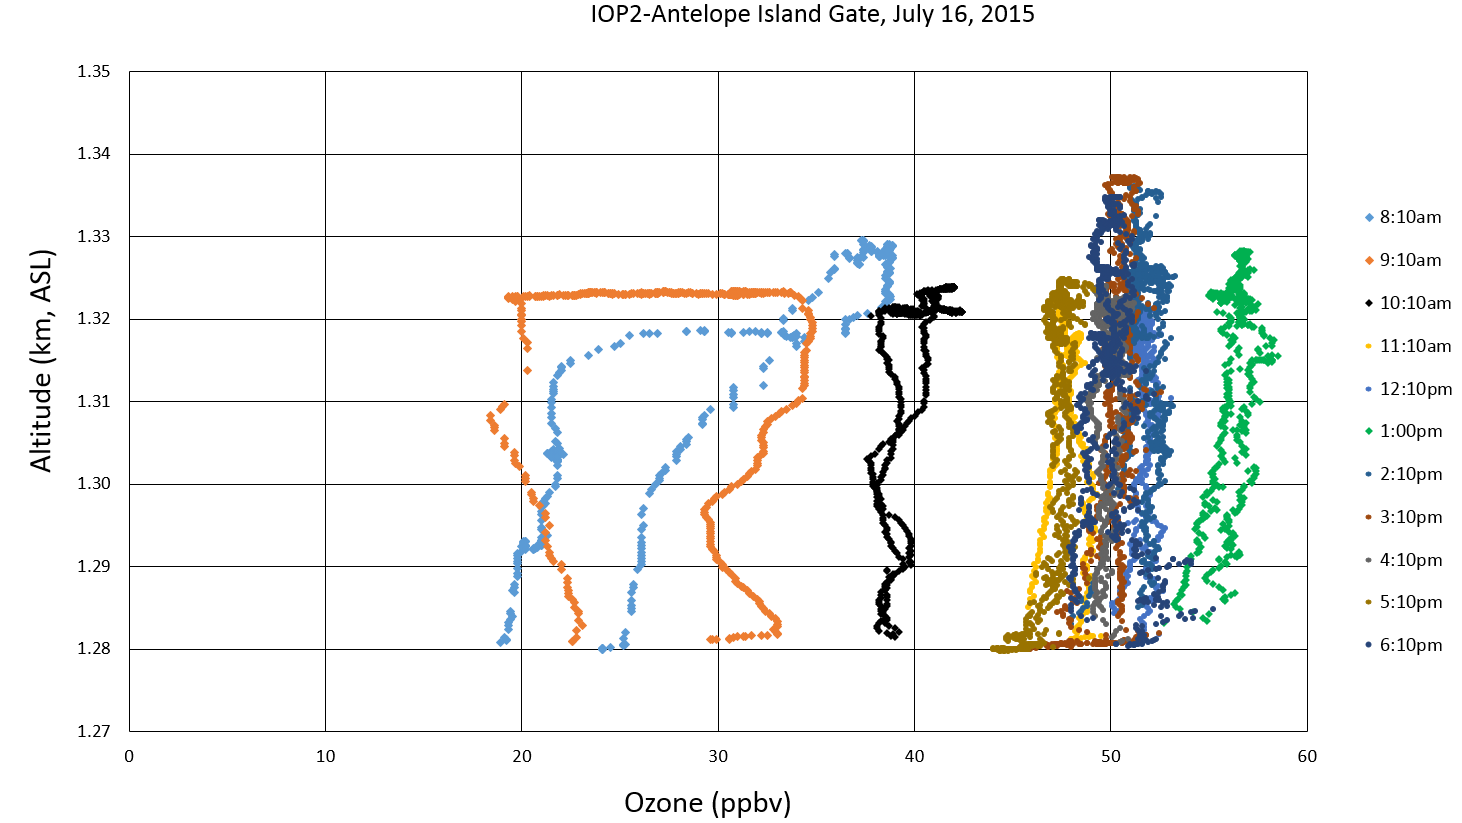 IOP2-Antelope Island Gate, July 16, 2015
1.35
1.34
1.33
1.32
1.31
1.30
1.29
1.28
1.27
Altitude (km, ASL)
0 10 20 30 40 50 60
Ozone (ppbv)
8:10am
9:10am
10:10am
11:10am
12:10pm
1:00pm
2:10pm
3:10pm
4:10pm
5:10pm
6:10pm